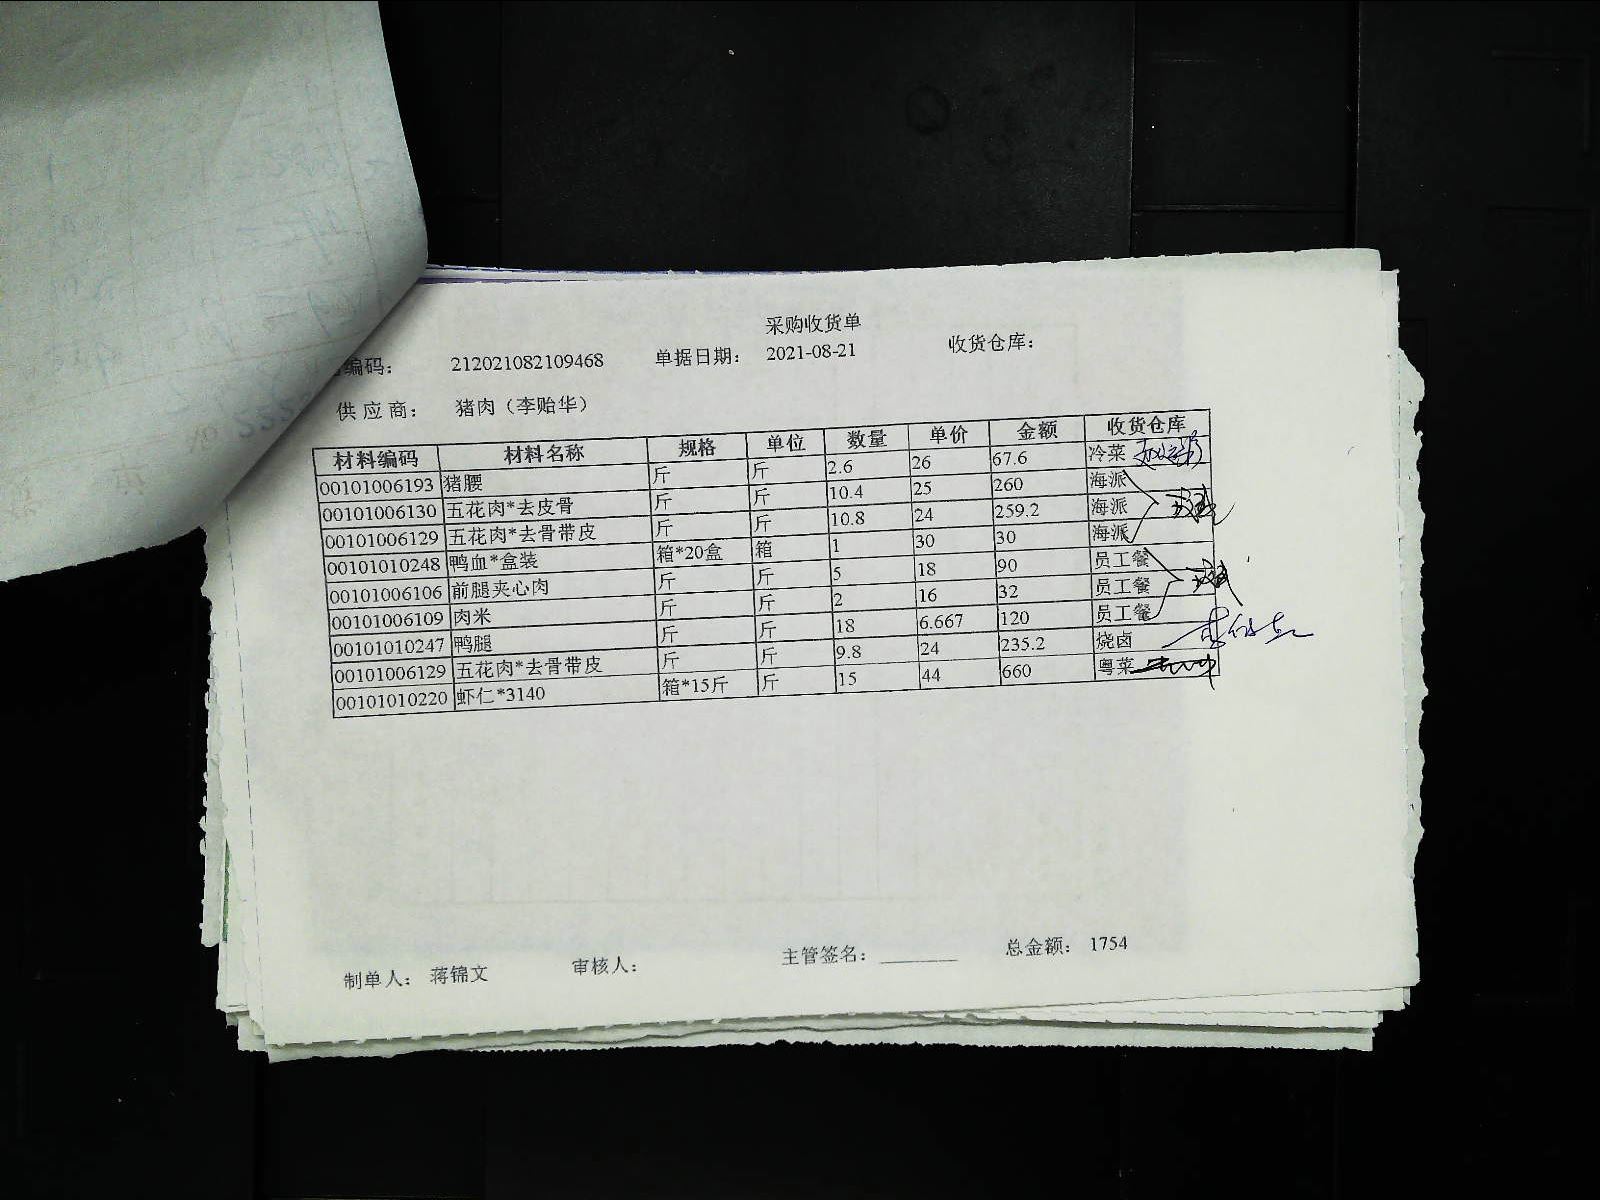 采购收货单
编码： 212021082109468 单据日期： 2021-08-21 收货仓库：
供应商： 猪肉（李贻华）
材料编码 材料名称 规格 单位 数量 单价 金额 收货仓库
00101006193 猪腰 斤 斤 2.6 26 67.6 冷菜
00101006130 五花肉*去皮骨 斤 斤 10.4 25 260 海派
00101006129 五花肉*去骨带皮 斤 斤 10.8 24 259.2 海派
00101010248 鸭血*盒装 箱*20盒 箱 1 30 30 海派
00101006106 前腿夹心肉 斤 斤 5 18 90 员工餐
00101006109 肉米 斤 斤 2 16 32 员工餐
00101010247 鸭腿 斤 斤 18 6.667 120 员工餐
00101006129 五花肉*去骨带皮 斤 斤 9.8 24 235.2 烧卤
00101010220 虾仁*3140 箱*15斤 斤 15 44 660 粤菜
制单人： 蒋锦文 审核人： 主管签名： 总金额： 1754